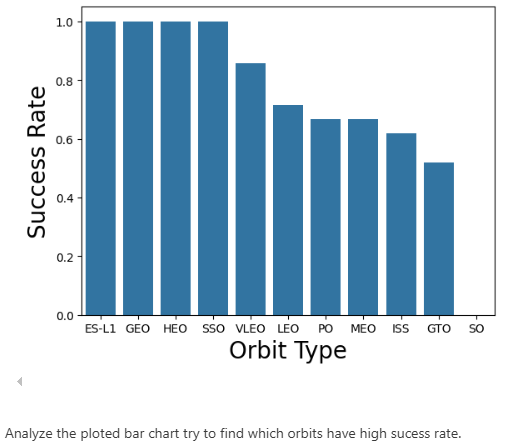 1.0
0.8
0.6
0.4
0.2
0.0
Success Rate
ES-L1 GEO HEO SSO VLEO LEO PO MEO ISS GTO SO
Orbit Type
Analyze the ploted bar chart try to find which orbits have high sucess rate.